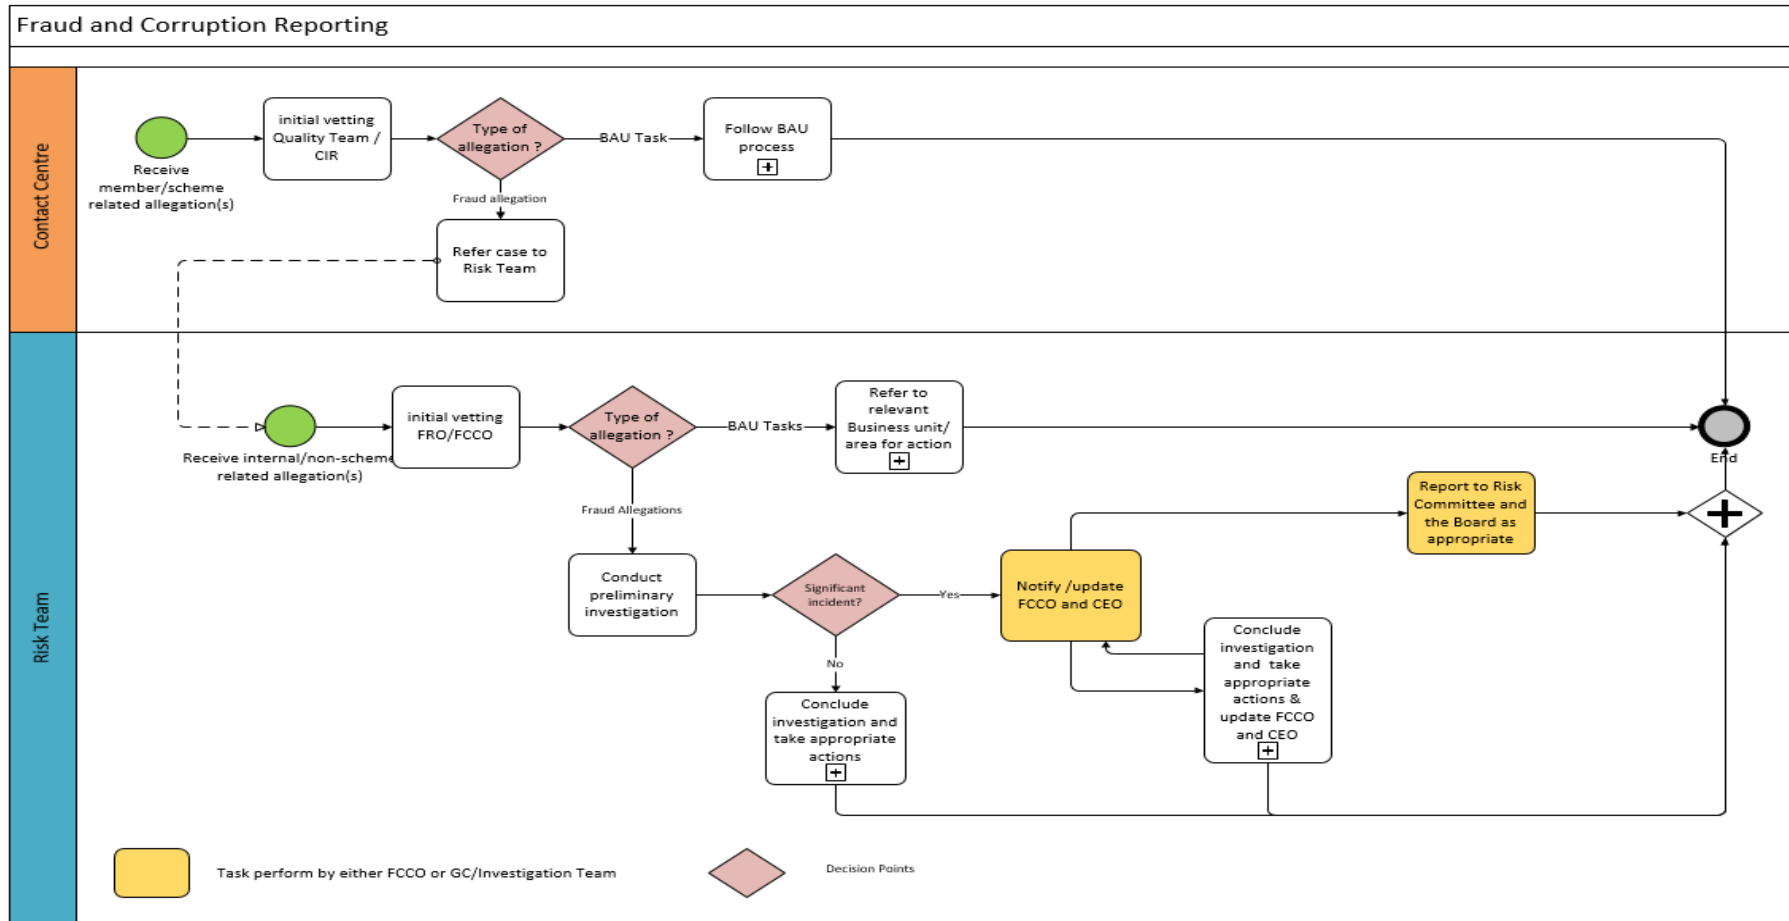 Fraud and Corruption Reporting
Contact Centre
Receive
member/scheme
related allegation(s)
initial vetting
Quality Team /
CIR
Type of
allegation ?
BAU Task
Follow BAU
process
Fraud allegation
Refer case to
Risk Team
Risk Team
Receive internal/non-scheme
related allegation(s)
initial vetting
FRO/FCCO
Type of
allegation ?
BAU Tasks
Refer to
relevant
Business unit/
area for action
End
Fraud Allegations
Conduct
preliminary
investigation
Significant
incident?
Yes
Notify /update
FCCO and CEO
Report to Risk
Committee and
the Board as
appropriate
No
Conclude
investigation and
take appropriate
actions
Conclude
investigation
and take
appropriate
actions &
update FCCO
and CEO
Task perform by either FCCO or GC/Investigation Team
Decision Points